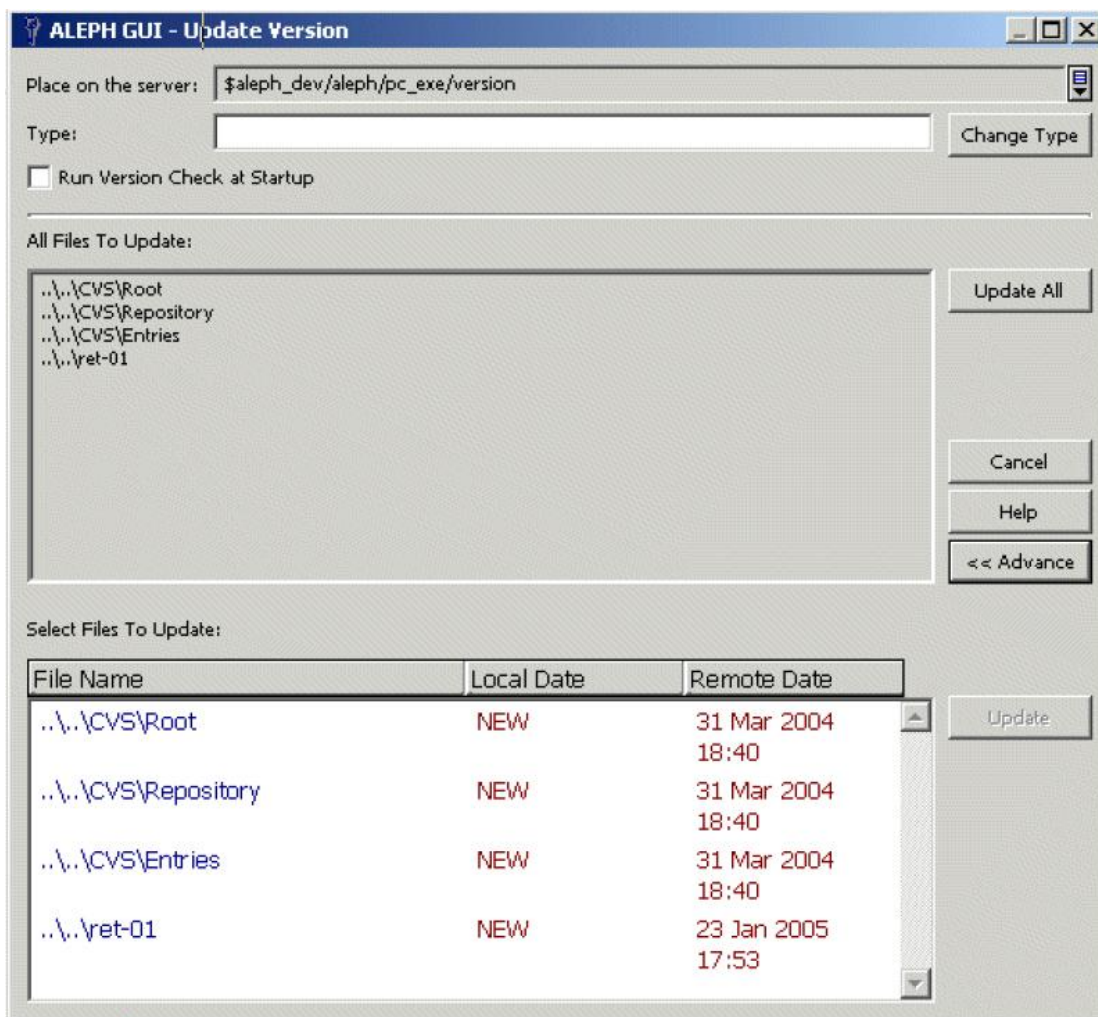 ALEPH GUI - Update Version
Place on the server: $aleph_dev/aleph/pc_exe/version
Type: Change Type
Run Version Check at Startup
All Files To Update:
..\..\CVS\Root
..\..\CVS\Repository
..\..\CVS\Entries
..\..\ret-01
Update All
Cancel
Help
<< Advance
Select Files To Update:
File Name Local Date Remote Date
..\..\CVS\Root NEW 31 Mar 2004
18:40
..\..\CVS\Repository NEW 31 Mar 2004
18:40
..\..\CVS\Entries NEW 31 Mar 2004
18:40
..\..\ret-01 NEW 23 Jan 2005
17:53
Update